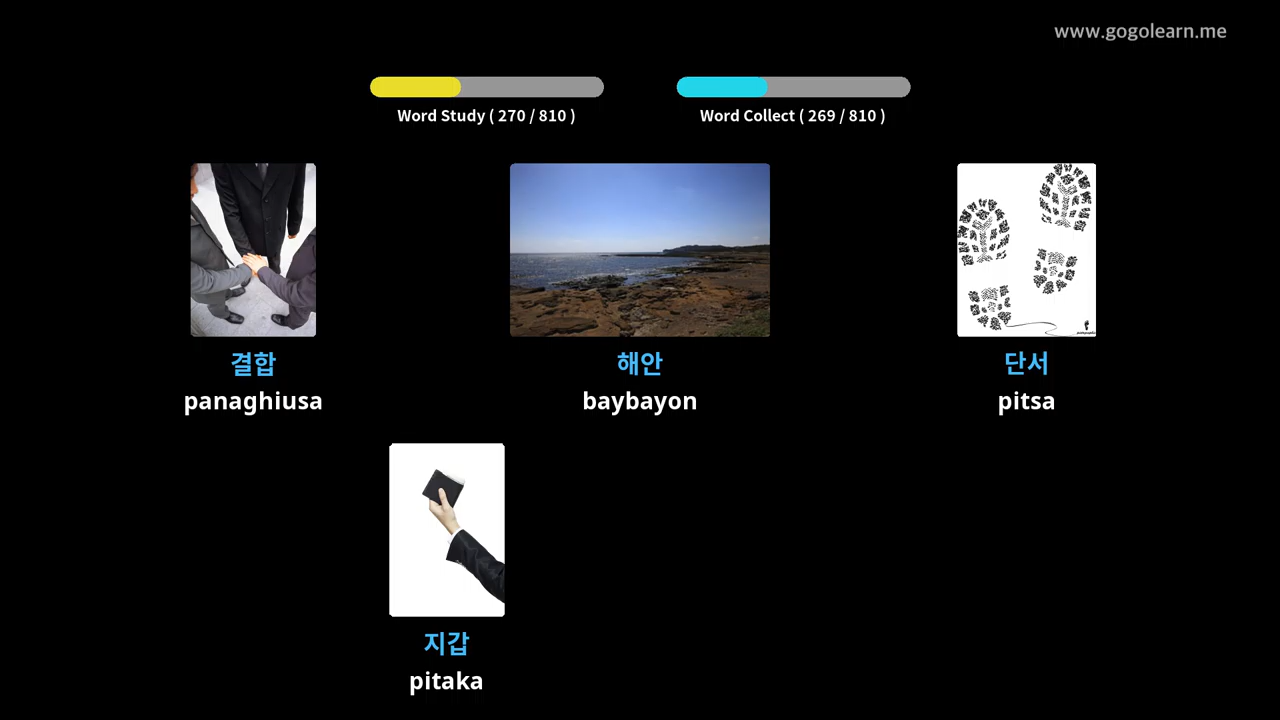 www.gogolearn.me
Word Study ( 270 / 810 )
Word Collect ( 269 / 810 )
결합
panaghiusa
해안
baybayon
단서
pitsa
지갑
pitaka